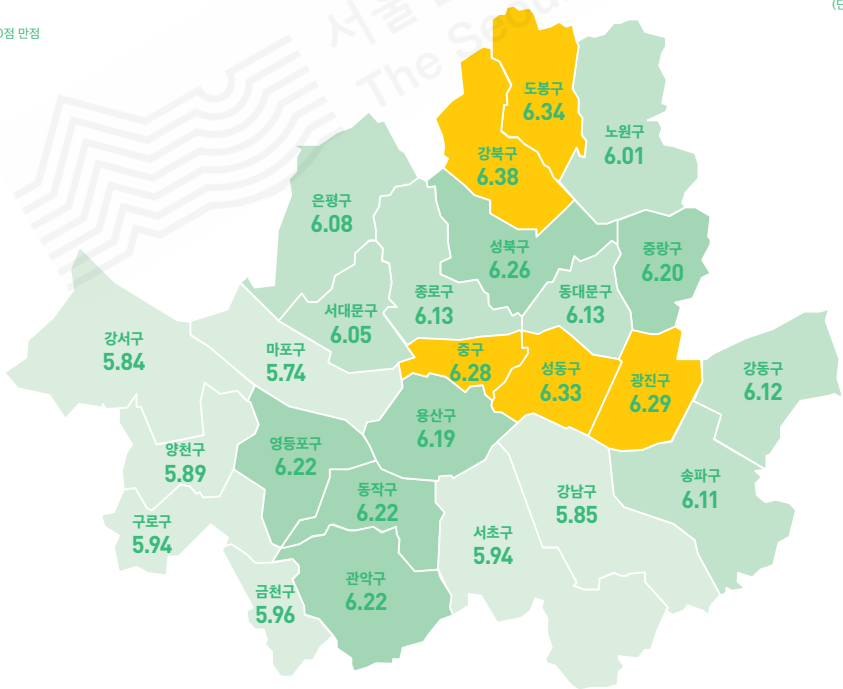 점 만점
서울
The Seoul
도봉구
6.34
노원구
6.01
강북구
6.38
은평구
6.08
성북구
6.26
중랑구
6.20
종로구
6.13
동대문구
6.13
서대문구
6.05
강서구
5.84
마포구
5.74
중구
6.28
성동구
6.33
광진구
6.29
강동구
6.12
용산구
6.19
양천구
5.89
영등포구
6.22
송파구
6.11
동작구
6.22
강남구
5.85
구로구
5.94
서초구
5.94
금천구
5.96
관악구
6.22